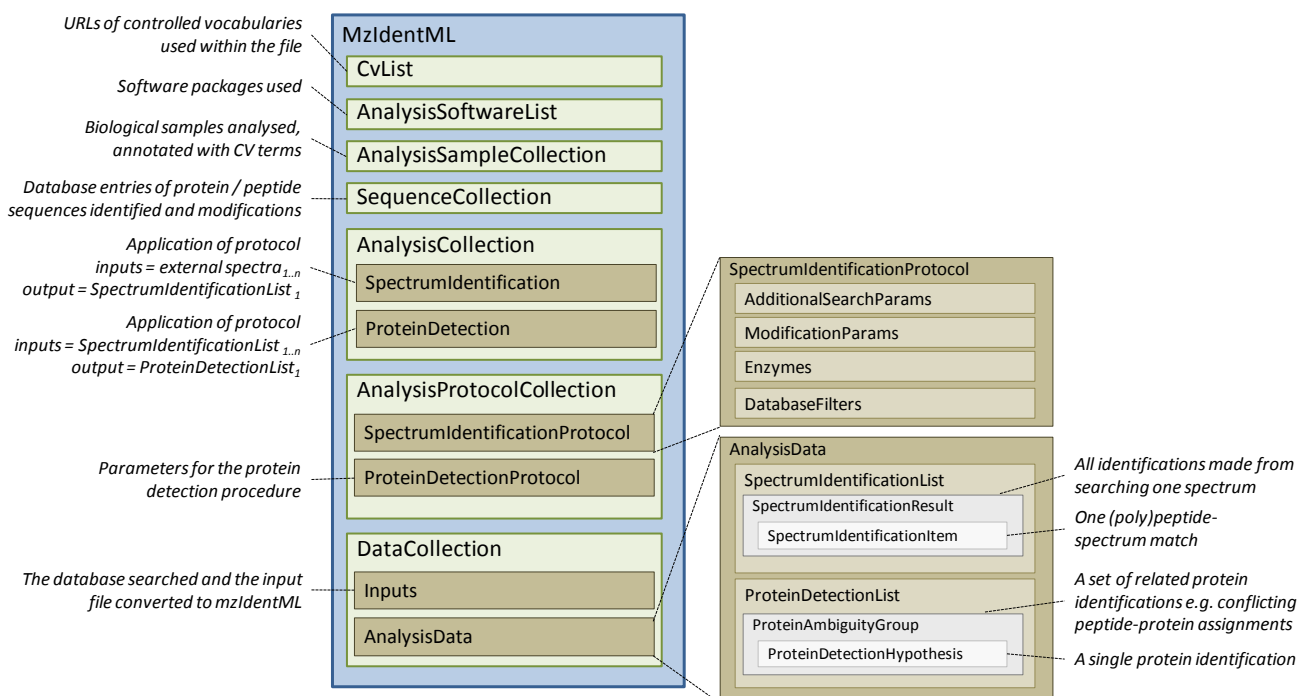 URLs of controlled vocabularies
used within the file
Software packages used
Biological samples analysed,
annotated with CV terms
Database entries of protein / peptide
sequences identified and modifications
Application of protocol
inputs = external spectra1..n
output = SpectrumIdentificationList 1
Application of protocol
inputs = SpectrumIdentificationList 1..n
output = ProteinDetectionList1
Parameters for the protein
detection procedure
The database searched and the input
file converted to mzIdentML
MzIdentML
CvList
AnalysisSoftwareList
AnalysisSampleCollection
SequenceCollection
AnalysisCollection
SpectrumIdentification
ProteinDetection
AnalysisProtocolCollection
SpectrumIdentificationProtocol
ProteinDetectionProtocol
DataCollection
Inputs
AnalysisData
SpectrumIdentificationProtocol
AdditionalSearchParams
ModificationParams
Enzymes
DatabaseFilters
AnalysisData
SpectrumIdentificationList
SpectrumIdentificationResult
SpectrumIdentificationItem
ProteinDetectionList
ProteinAmbiguityGroup
ProteinDetectionHypothesis
All identifications made from
searching one spectrum
One (poly)peptide-
spectrum match
A set of related protein
identifications e.g. conflicting
peptide-protein assignments
A single protein identification